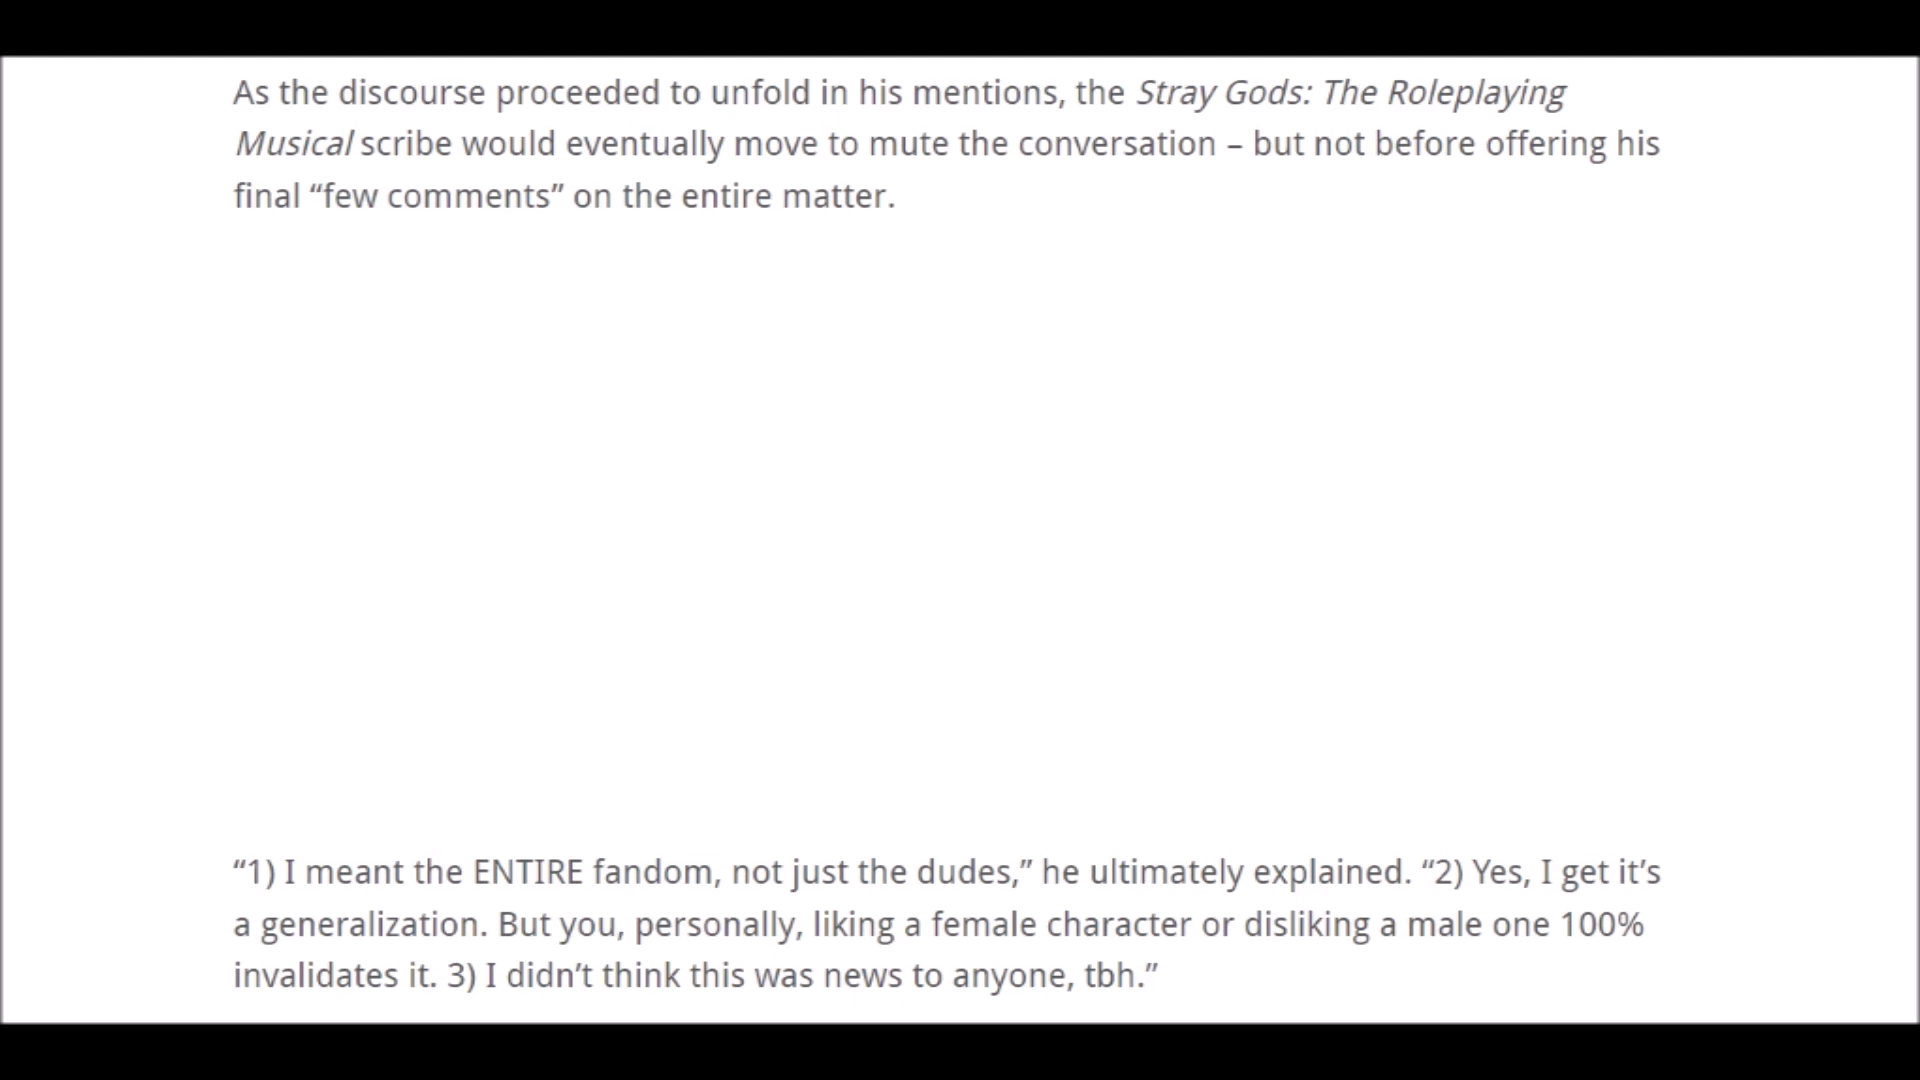 As the discourse proceeded to unfold in his mentions, the Stray Gods: The Roleplaying
Musical scribe would eventually move to mute the conversation – but not before offering his
final “few comments” on the entire matter.
“1) I meant the ENTIRE fandom, not just the dudes,” he ultimately explained. “2) Yes, I get it’s
a generalization. But you, personally, liking a female character or disliking a male one 100%
invalidates it. 3) I didn’t think this was news to anyone, tbh.”